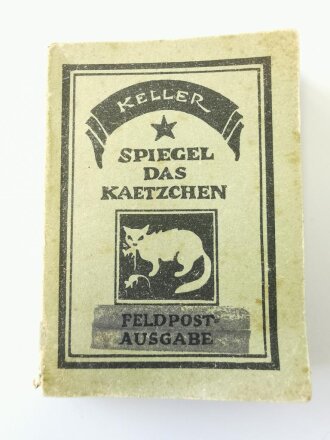 KELLER
SPIEGEL
DAS
KAETZCHEN
FELDPOST-
AUSGABE